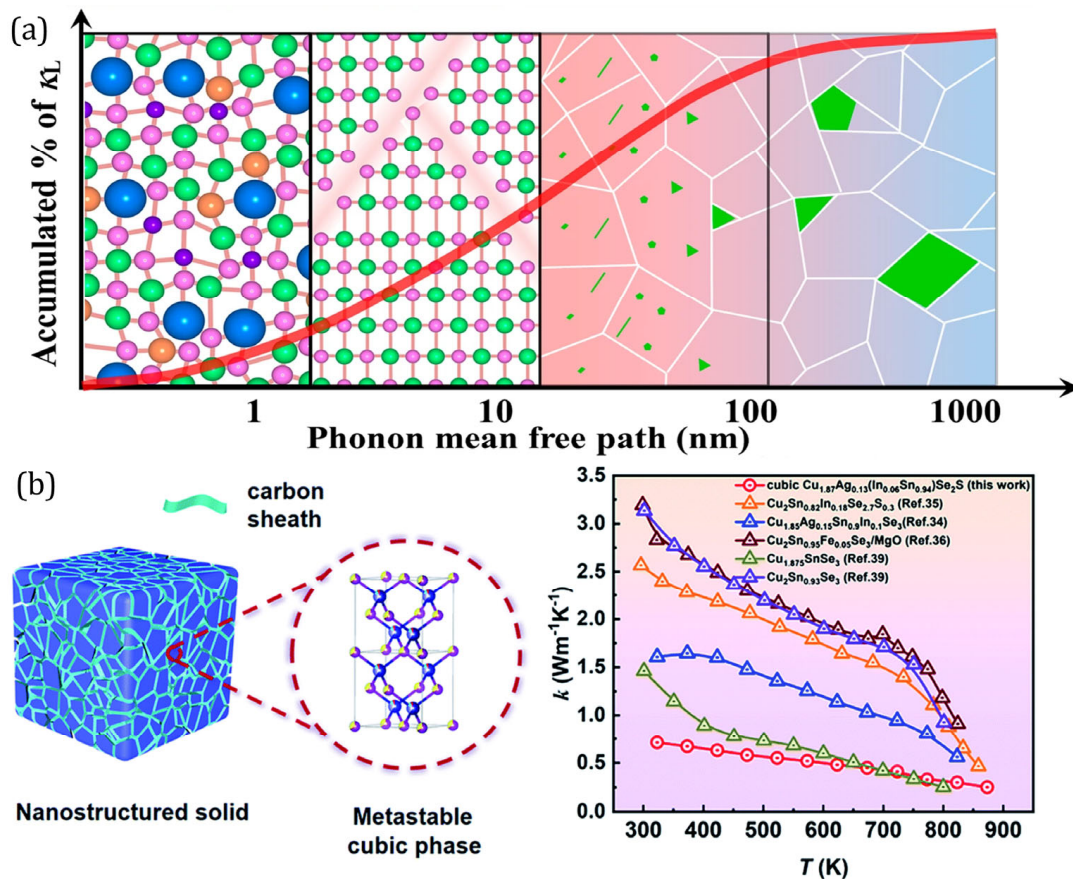 (a)
Accumulated % of κL
1 10 100 1000
Phonon mean free path (nm)
(b)
carbon
sheath
Nanostructured solid
Metastable
cubic phase
k (Wm-1K-1)
3.5
3.0
2.5
2.0
1.5
1.0
0.5
0.0
cubic Cu1.87Ag0.13(In0.06Sn0.94)Se2S (this work)
Cu2Sn0.82In0.18Se2.7S0.3 (Ref.35)
Cu1.85Ag0.15Sn0.9In0.1Se3(Ref.34)
Cu2Sn0.95Fe0.05Se3/MgO (Ref.36)
Cu1.875SnSe3 (Ref.39)
Cu2Sn0.93Se3 (Ref.39)
300 400 500 600 700 800 900
T (K)